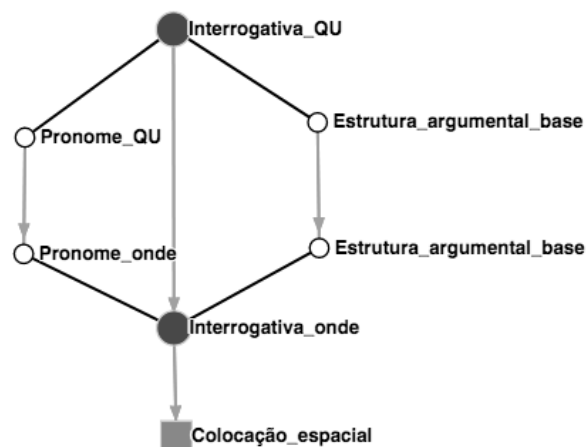 Interrogativa_QU
Estrutura_argumental_base
Pronome_QU
Estrutura_argumental_base
Pronome_onde
Interrogativa_onde
Colocação_espacial